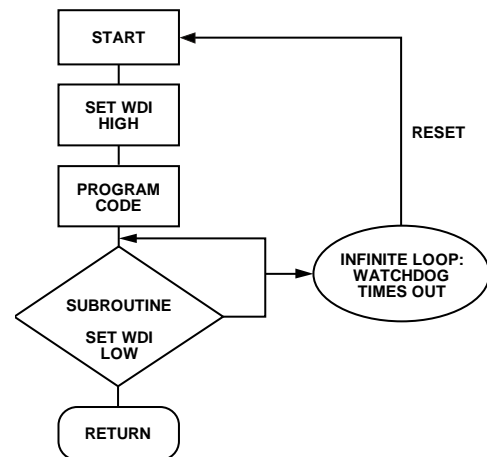 START
SET WDI
HIGH
PROGRAM
CODE
SUBROUTINE
SET WDI
LOW
RETURN
RESET
INFINITE LOOP:
WATCHDOG
TIMES OUT